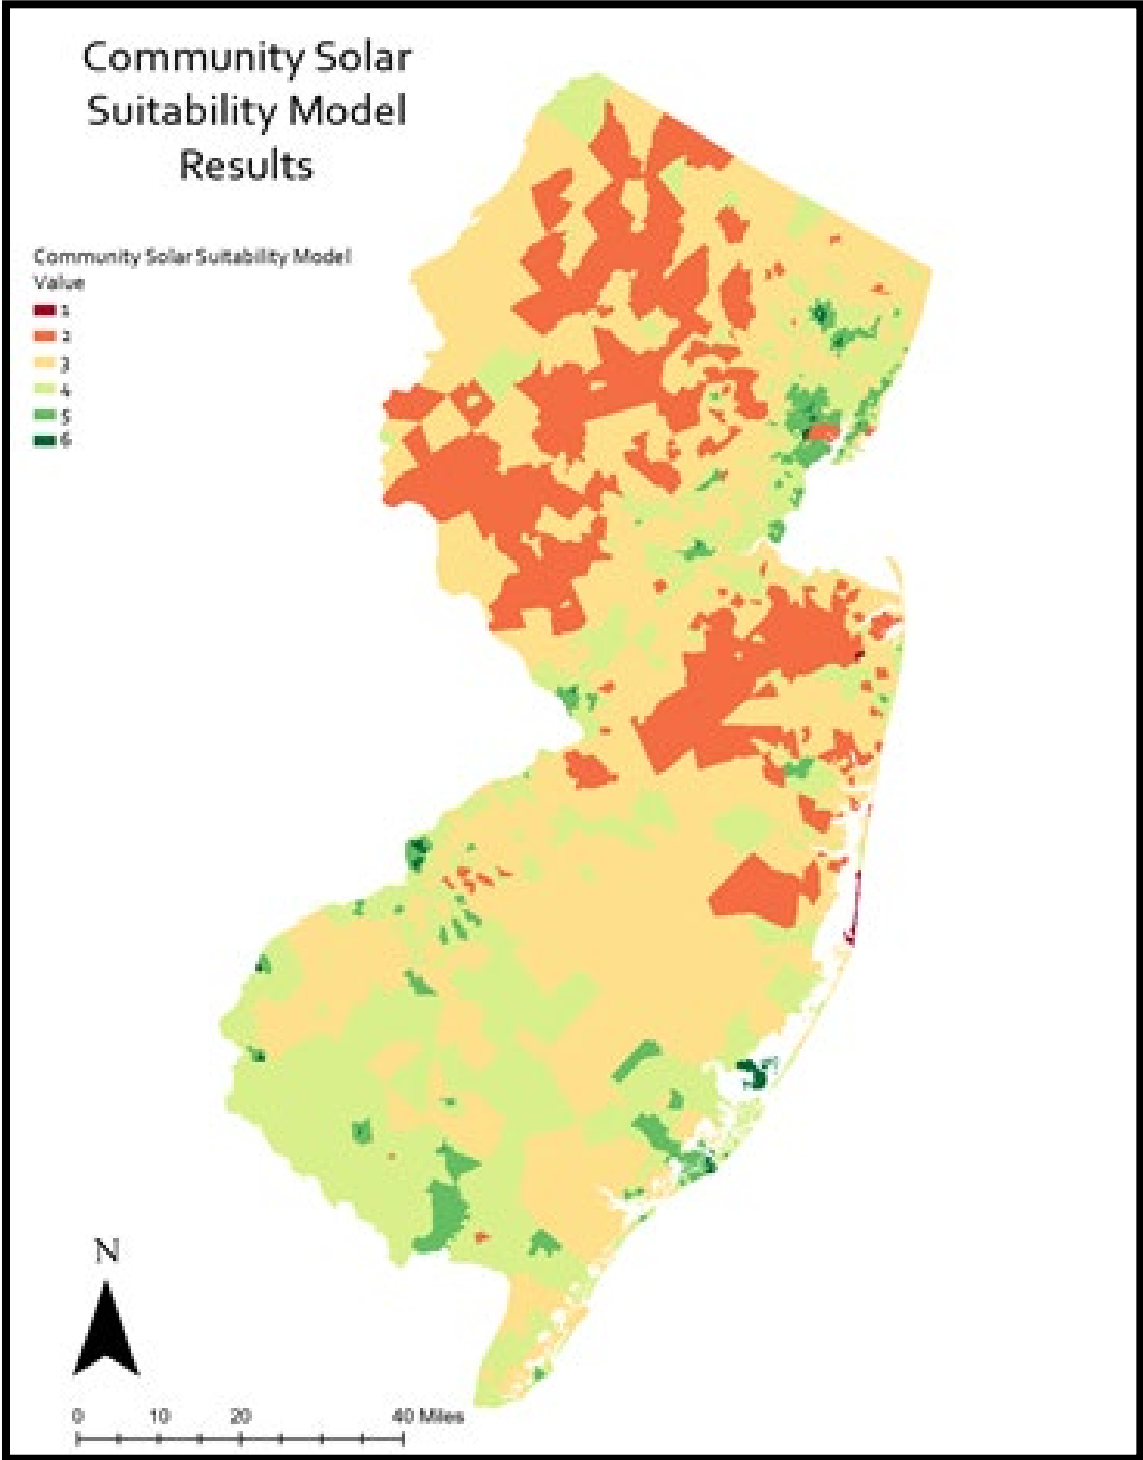 Community Solar
Suitability Model
Results
Community Solar Suitability Model
Value
1
2
3
4
5
6
N
0 10 20 40 Miles